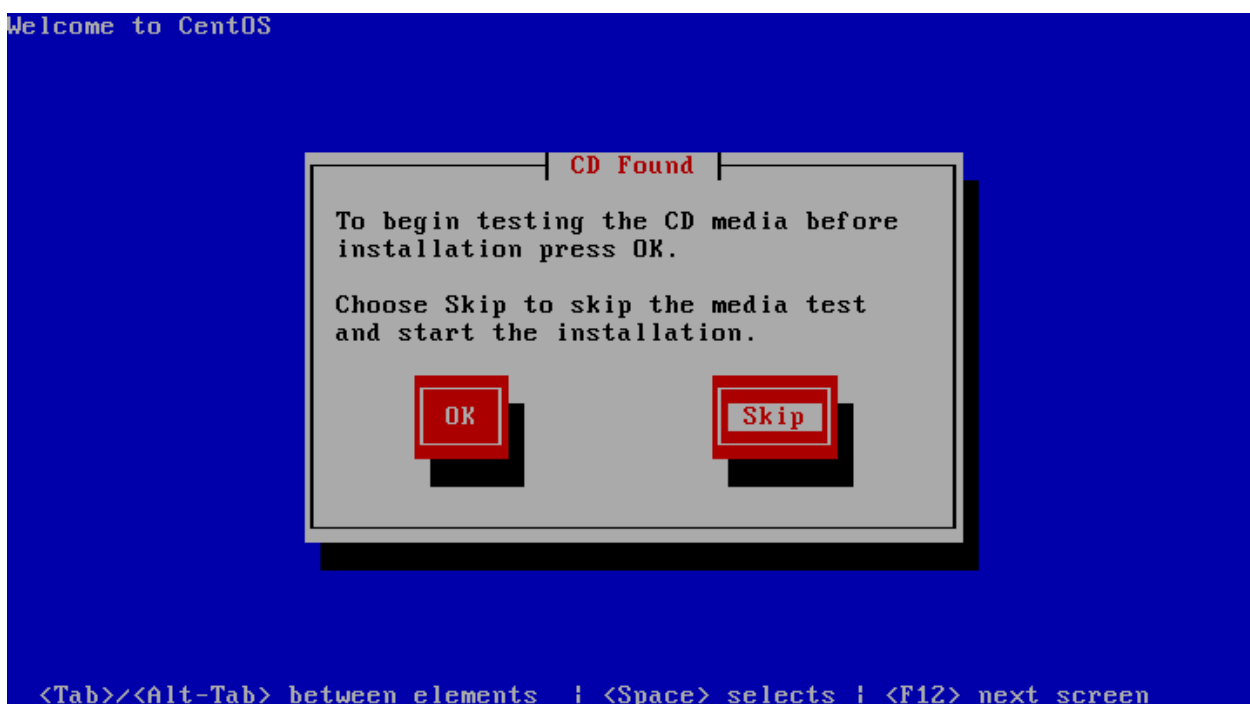 Welcome to CentOS
CD Found
To begin testing the CD media before
installation press OK.
Choose Skip to skip the media test
and start the installation.
OK Skip
<Tab>/<Alt-Tab> between elements | <Space> selects | <F12> next screen